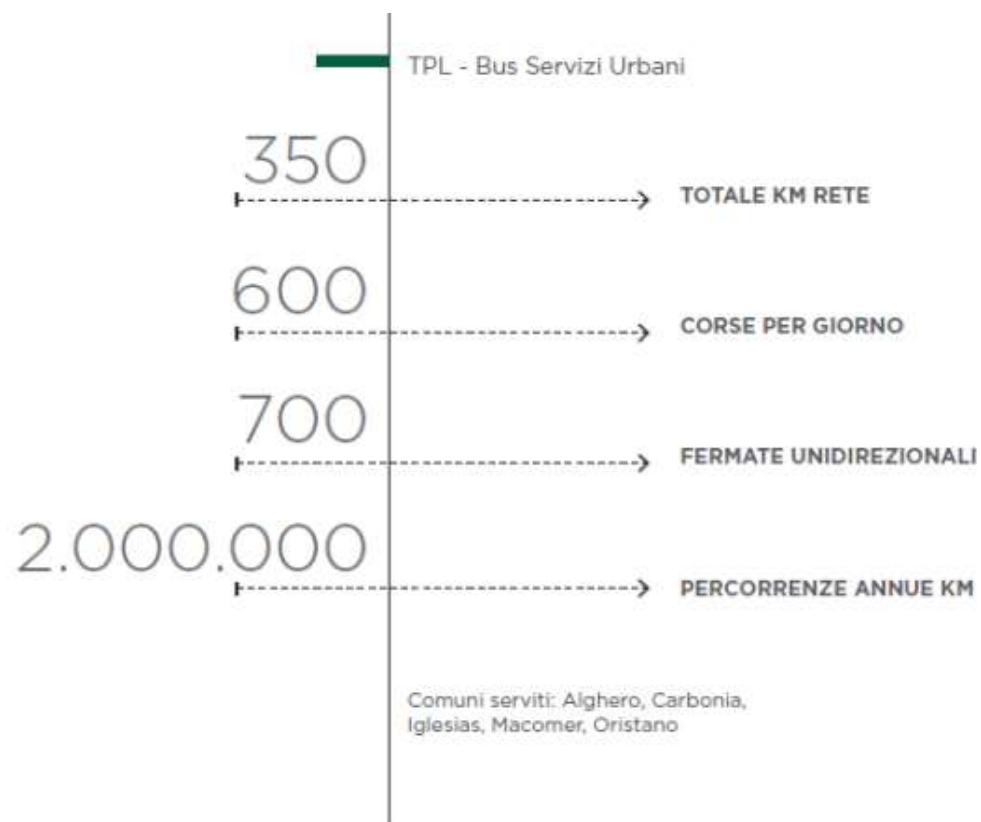 TPL - Bus Servizi Urbani
350
TOTALE KM RETE
600
CORSE PER GIORNO
700
FERMATE UNIDIREZIONALI
2.000.000
PERCORRENZE ANNUE KM
Comuni serviti: Alghero, Carbonia,
Iglesias, Macomer, Oristano